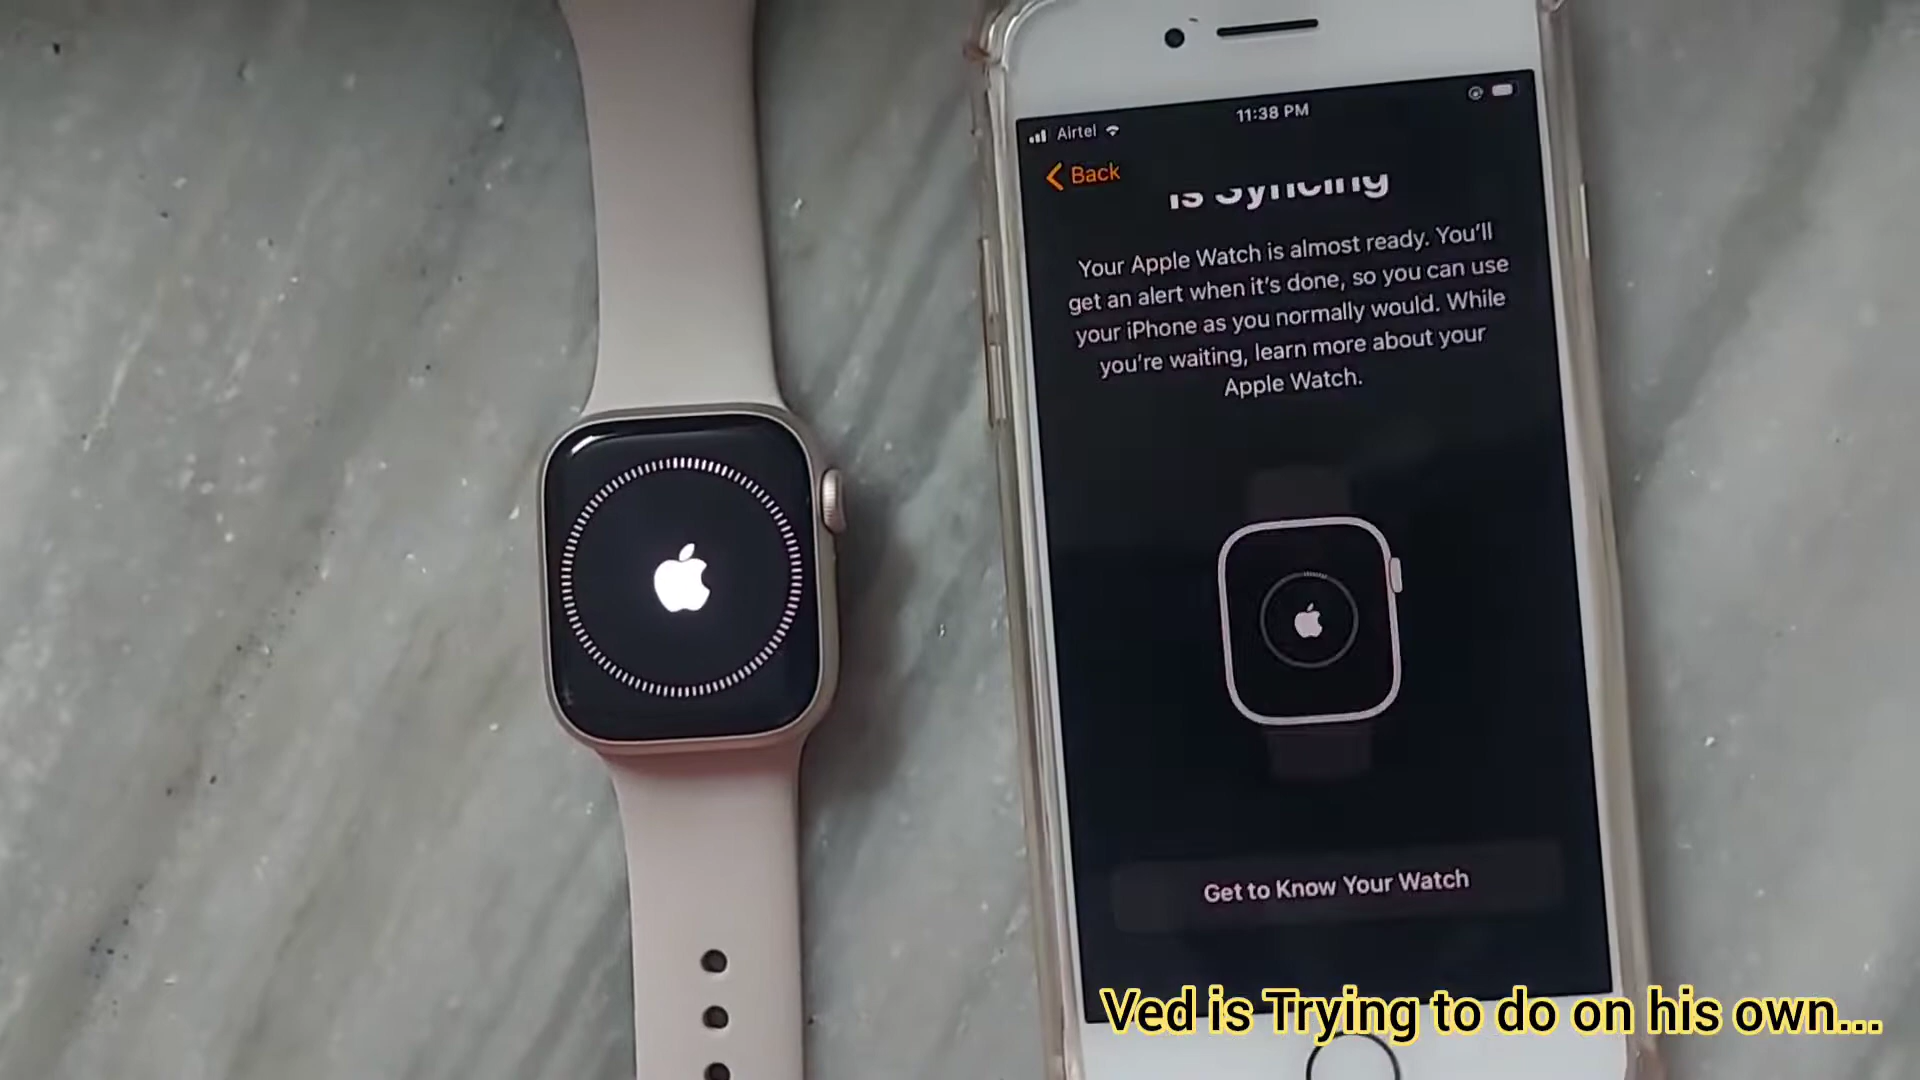 11:38 PM
Airtel
Back
is Syncing
Your Apple Watch is almost ready. You'll
get an alert when it's done, so you can use
your iPhone as you normally would. While
you're waiting, learn more about your
Apple Watch.
Get to Know Your Watch
Ved is Trying to do on his own...